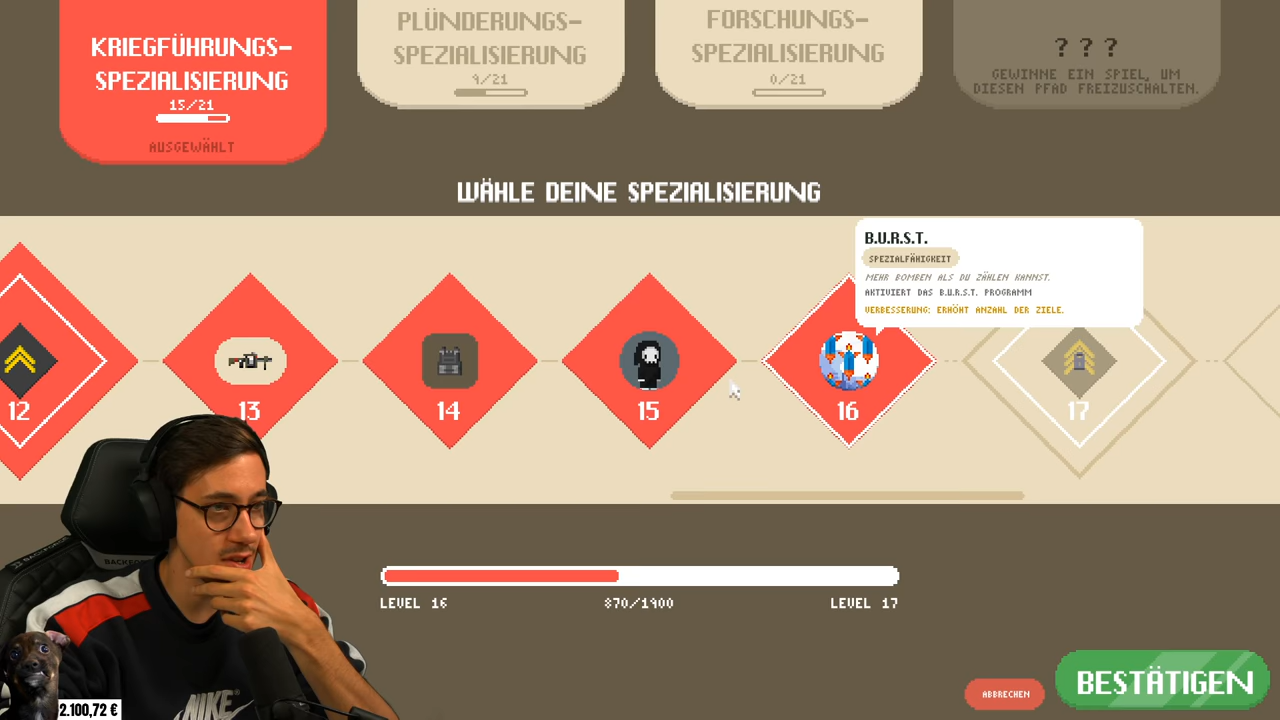 KRIEGFÜHRUNGS-
SPEZIALISIERUNG
15/21
AUSGEWÄHLT
PLÜNDERUNGS-
SPEZIALISIERUNG
9/21
FORSCHUNGS-
SPEZIALISIERUNG
0/21
? ? ?
GEWINNE EIN SPIEL, UM
DIESEN PFAD FREIZUSCHALTEN.
WÄHLE DEINE SPEZIALISIERUNG
B.U.R.S.T.
SPEZIALFÄHIGKEIT
MEHR BOMBEN ALS DU ZÄHLEN KANNST.
AKTIVIERT DAS B.U.R.S.T. PROGRAMM
VERBESSERUNG: ERHÖHT ANZAHL DER ZIELE.
12
13
14
15
16
17
LEVEL 16
870/1900
LEVEL 17
ABBRECHEN
BESTÄTIGEN
NIKE
2.100,72 €